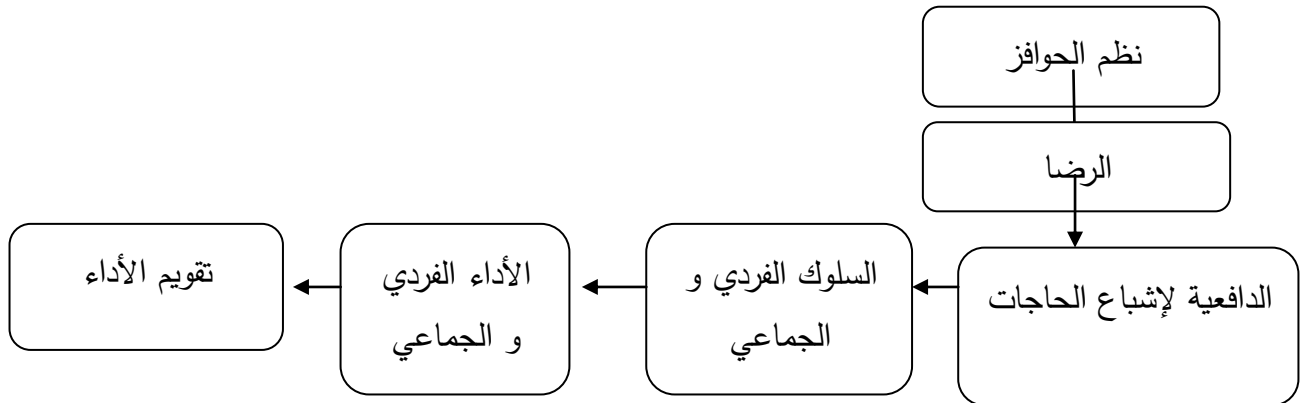 نظم الحوافز
الرضا
الدافعية لإشباع الحاجات
السلوك الفردي و
الجماعي
الأداء الفردي
و الجماعي
تقويم الأداء